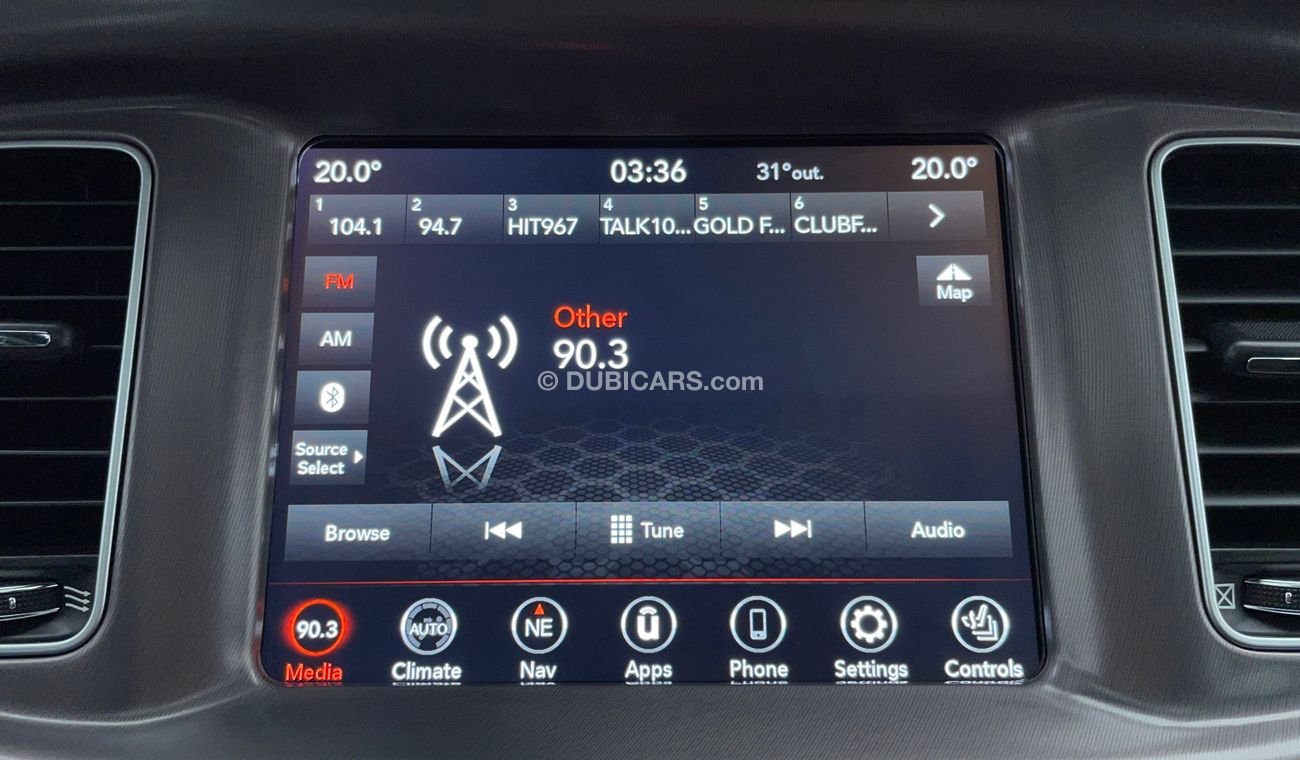 20.0° 03:36 31°out. 20.0°
1 2 3 4 5 6
104.1 94.7 HIT967 TALK10... GOLD F... CLUBF...
FM
Map
AM
Other
90.3
© DUBICARS.com
Source
Select
Browse Tune Audio
90.3 AUTO NE
Media Climate Nav Apps Phone Settings Controls